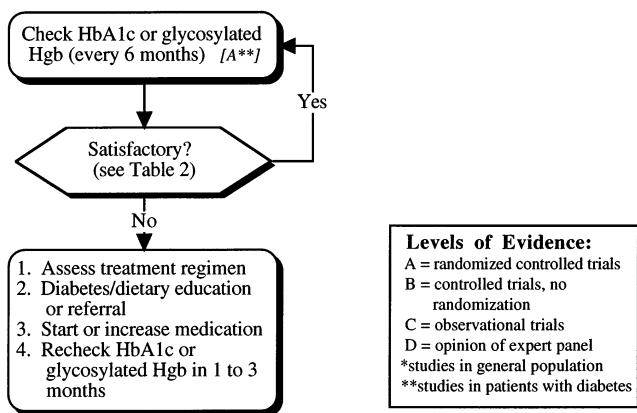 Check HbA1c or glycosylated
Hgb (every 6 months) [A**]
Yes
Satisfactory?
(see Table 2)
No
1. Assess treatment regimen
2. Diabetes/dietary education
or referral
3. Start or increase medication
4. Recheck HbA1c or
glycosylated Hgb in 1 to 3
months
Levels of Evidence:
A = randomized controlled trials
B = controlled trials, no
randomization
C = observational trials
D = opinion of expert panel
*studies in general population
**studies in patients with diabetes